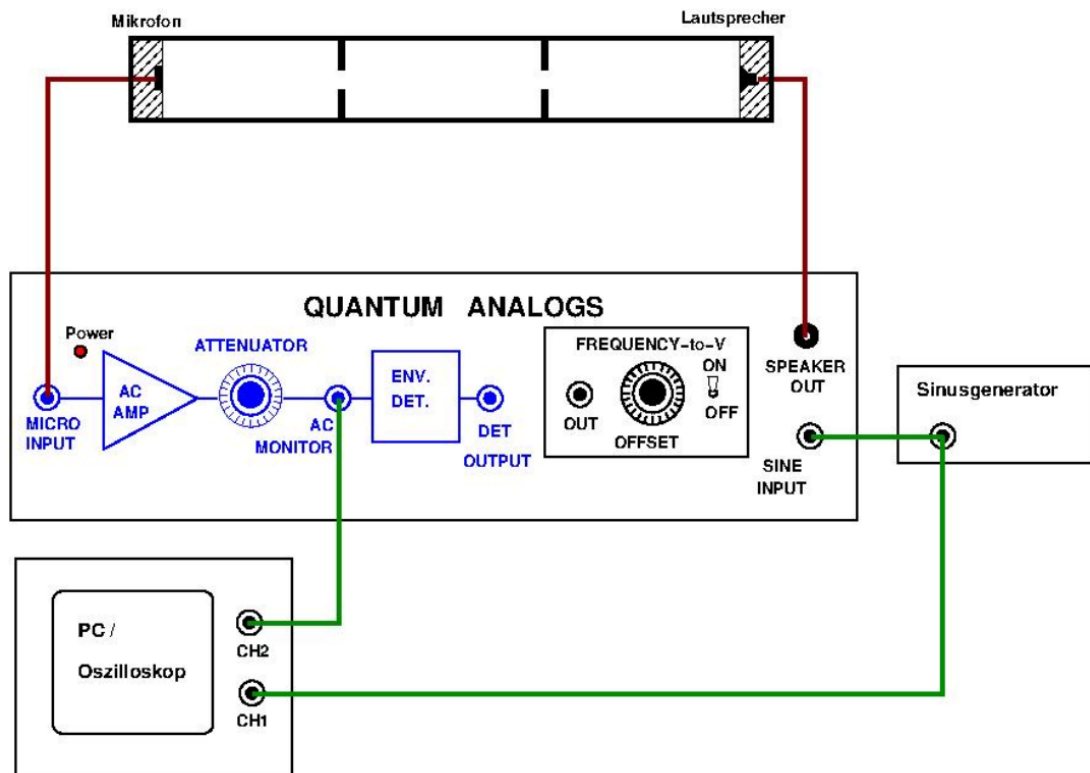 Mikrofon
Lautsprecher
QUANTUM ANALOGS
Power
ATTENUATOR
FREQUENCY-to-V
ON
OFF
OUT
OFFSET
SPEAKER
OUT
AC
AMP
MICRO
INPUT
AC
MONITOR
ENV.
DET.
DET
OUTPUT
SINE
INPUT
Sinusgenerator
PC /
Oszilloskop
CH2
CH1